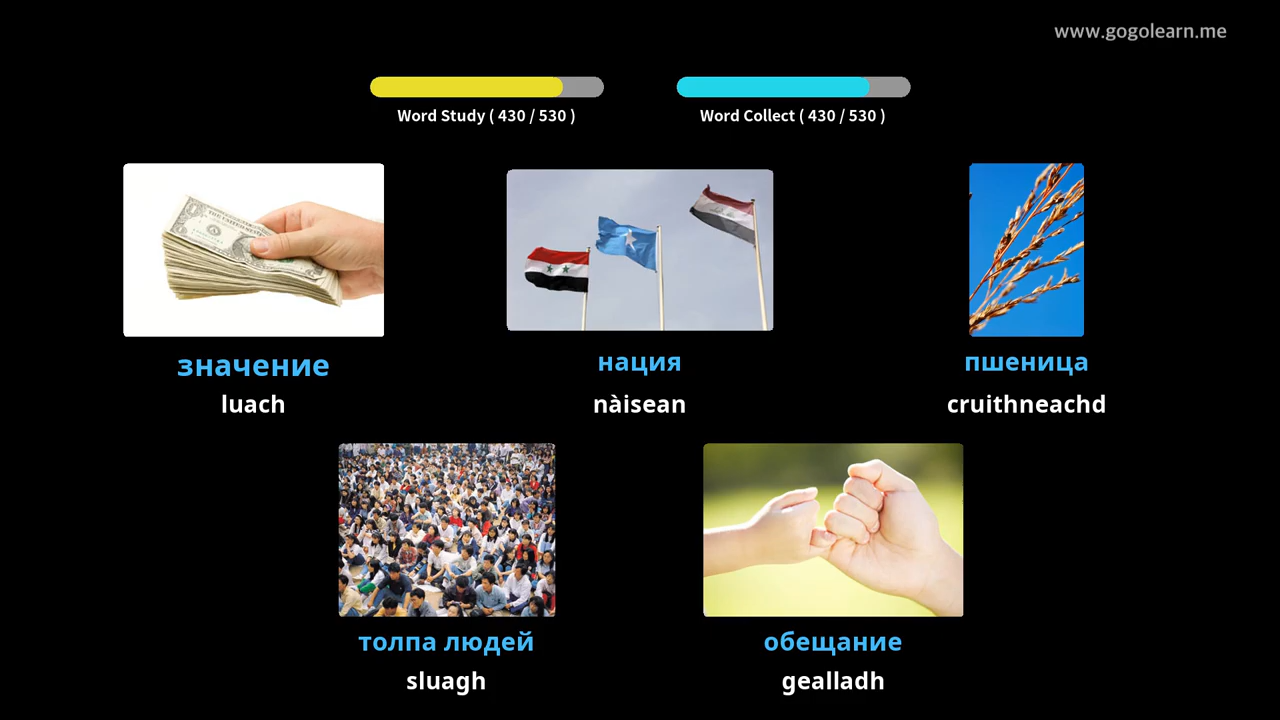 www.gogolearn.me
Word Study ( 430 / 530 )
Word Collect ( 430 / 530 )
значение
luach
нация
nàisean
пшеница
cruithneachd
толпа людей
sluagh
обещание
gealladh